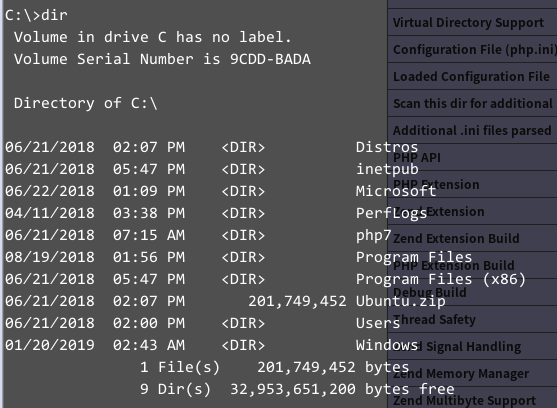 C:\>dir
Volume in drive C has no label.
Volume Serial Number is 9CDD-BADA
Directory of C:\
06/21/2018 02:07 PM <DIR> Distros
06/21/2018 05:47 PM <DIR> inetpub
06/22/2018 01:09 PM <DIR> Microsoft
04/11/2018 03:38 PM <DIR> PerfLogs
06/21/2018 07:15 AM <DIR> php7
08/19/2018 01:56 PM <DIR> Program Files
06/21/2018 05:47 PM <DIR> Program Files (x86)
06/21/2018 02:07 PM 201,749,452 Ubuntu.zip
06/21/2018 02:00 PM <DIR> Users
01/20/2019 02:43 AM <DIR> Windows
1 File(s) 201,749,452 bytes
9 Dir(s) 32,953,651,200 bytes free
Virtual Directory Support
Configuration File (php.ini)
Loaded Configuration File
Scan this dir for additional
Additional .ini files parsed
PHP API
PHP Extension
Zend Extension
Zend Extension Build
PHP Extension Build
Debug Build
Thread Safety
Zend Signal Handling
Zend Memory Manager
Zend Multibyte Support